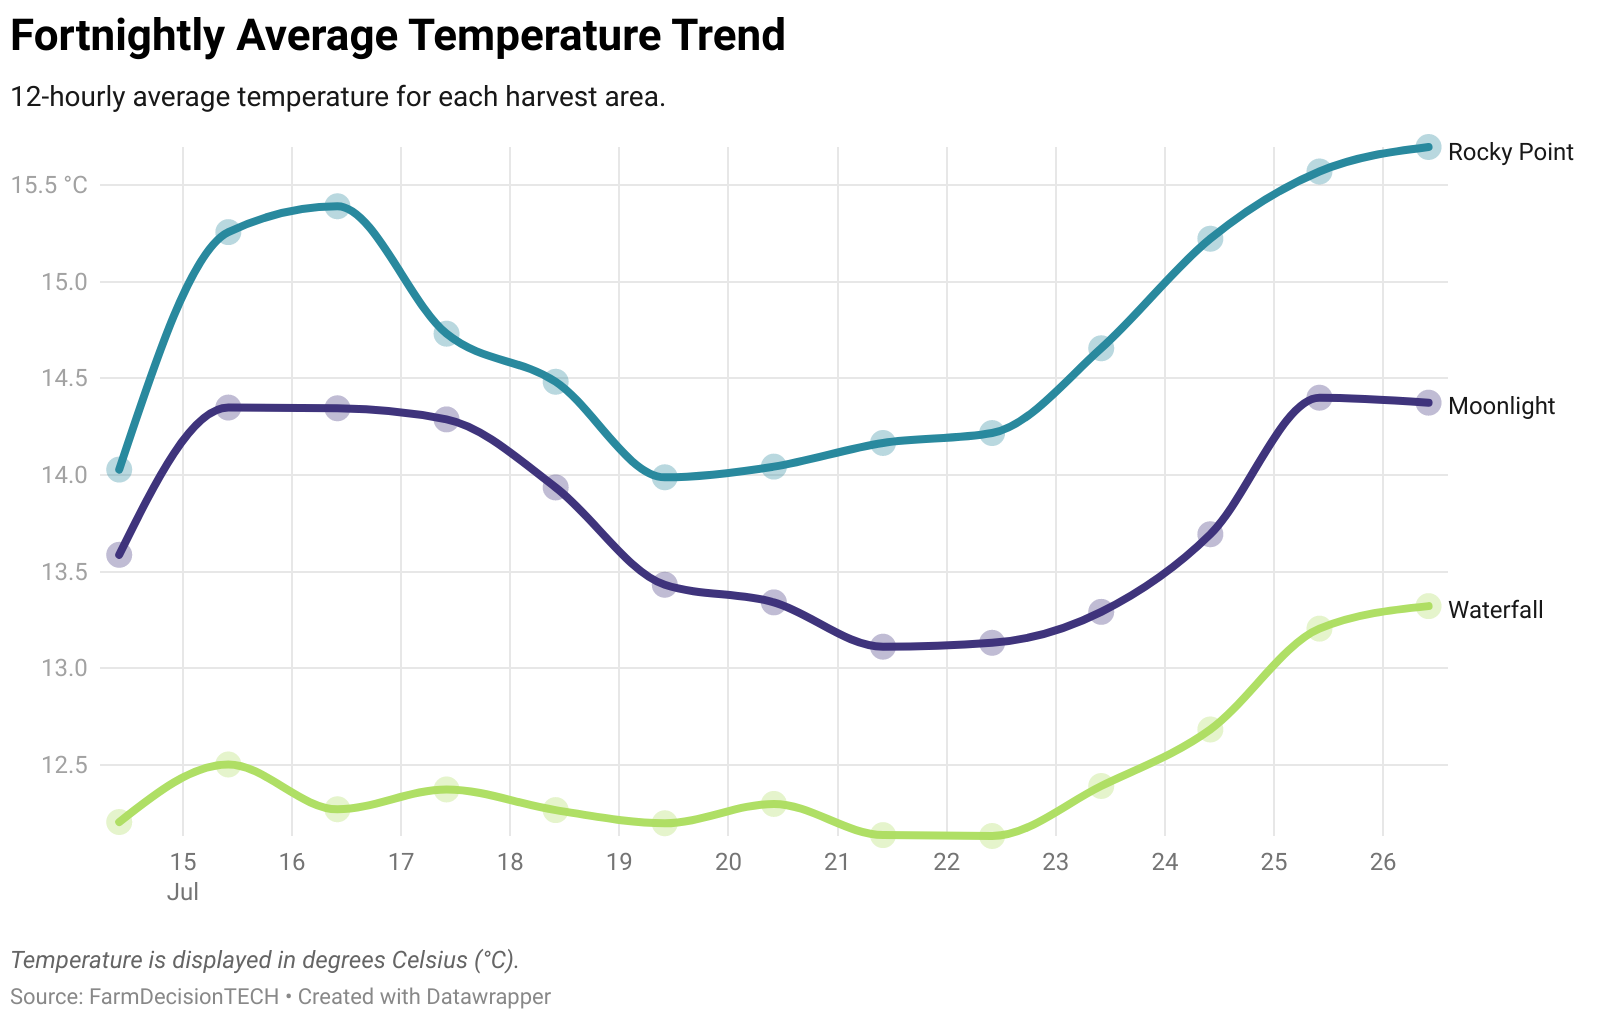 Fortnightly Average Temperature Trend
12-hourly average temperature for each harvest area.
Rocky Point
15.5 °C
15.0
14.5
Moonlight
14.0
13.5
Waterfall
13.0
12.5
15 16 17 18 19 20 21 22 23 24 25 26
Jul
Temperature is displayed in degrees Celsius (°C).
Source: FarmDecisionTECH • Created with Datawrapper